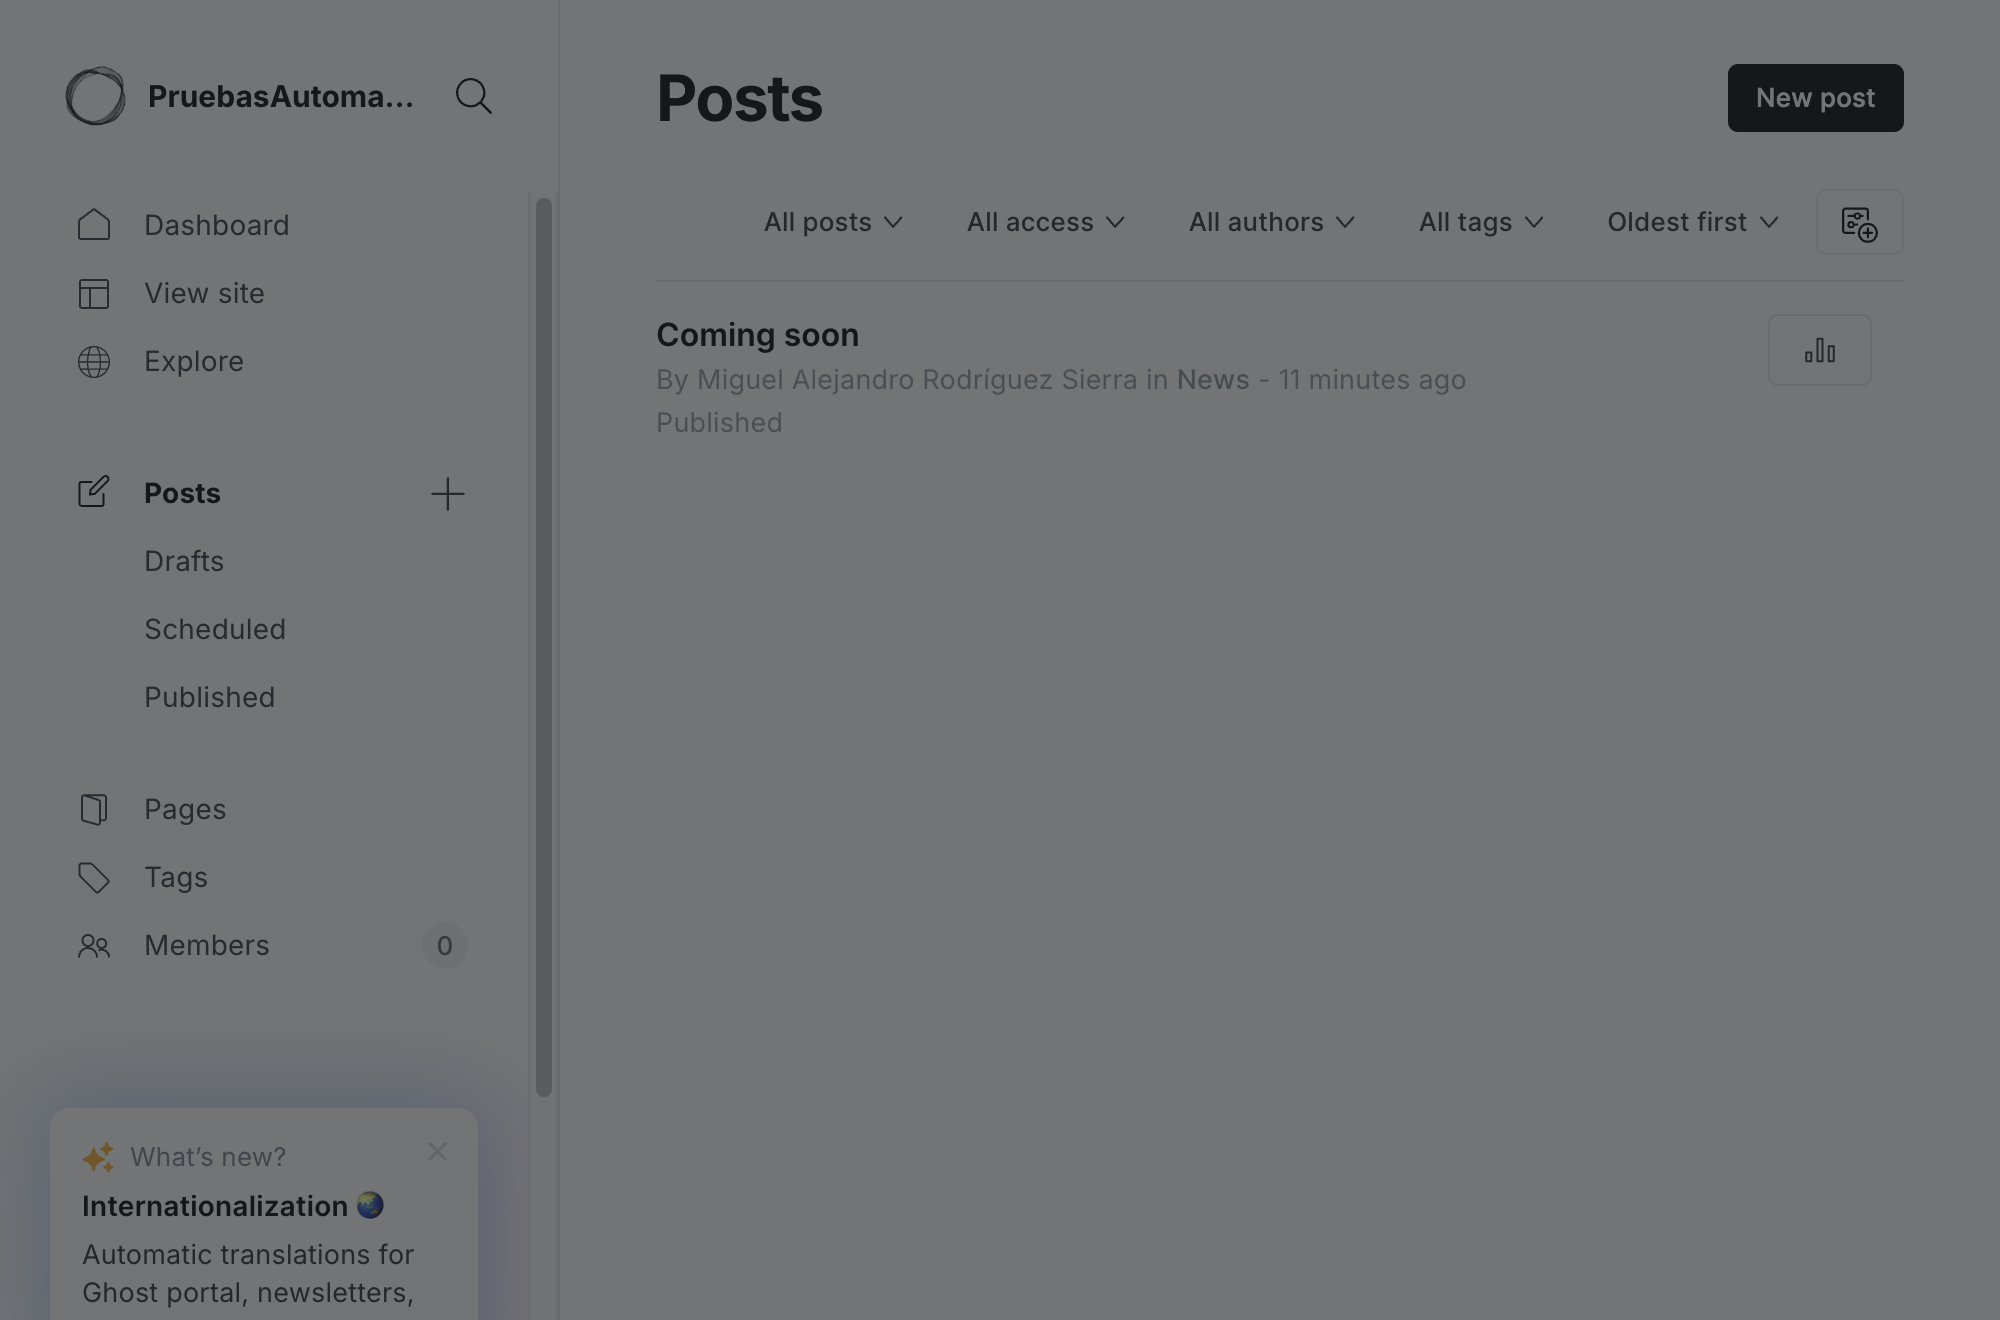 PruebasAutoma...
Dashboard
View site
Explore
Posts
Drafts
Scheduled
Published
Pages
Tags
Members 0
What’s new?
Internationalization 🌏
Automatic translations for
Ghost portal, newsletters,
Posts
New post
All posts
All access
All authors
All tags
Oldest first
Coming soon
By Miguel Alejandro Rodríguez Sierra in News - 11 minutes ago
Published